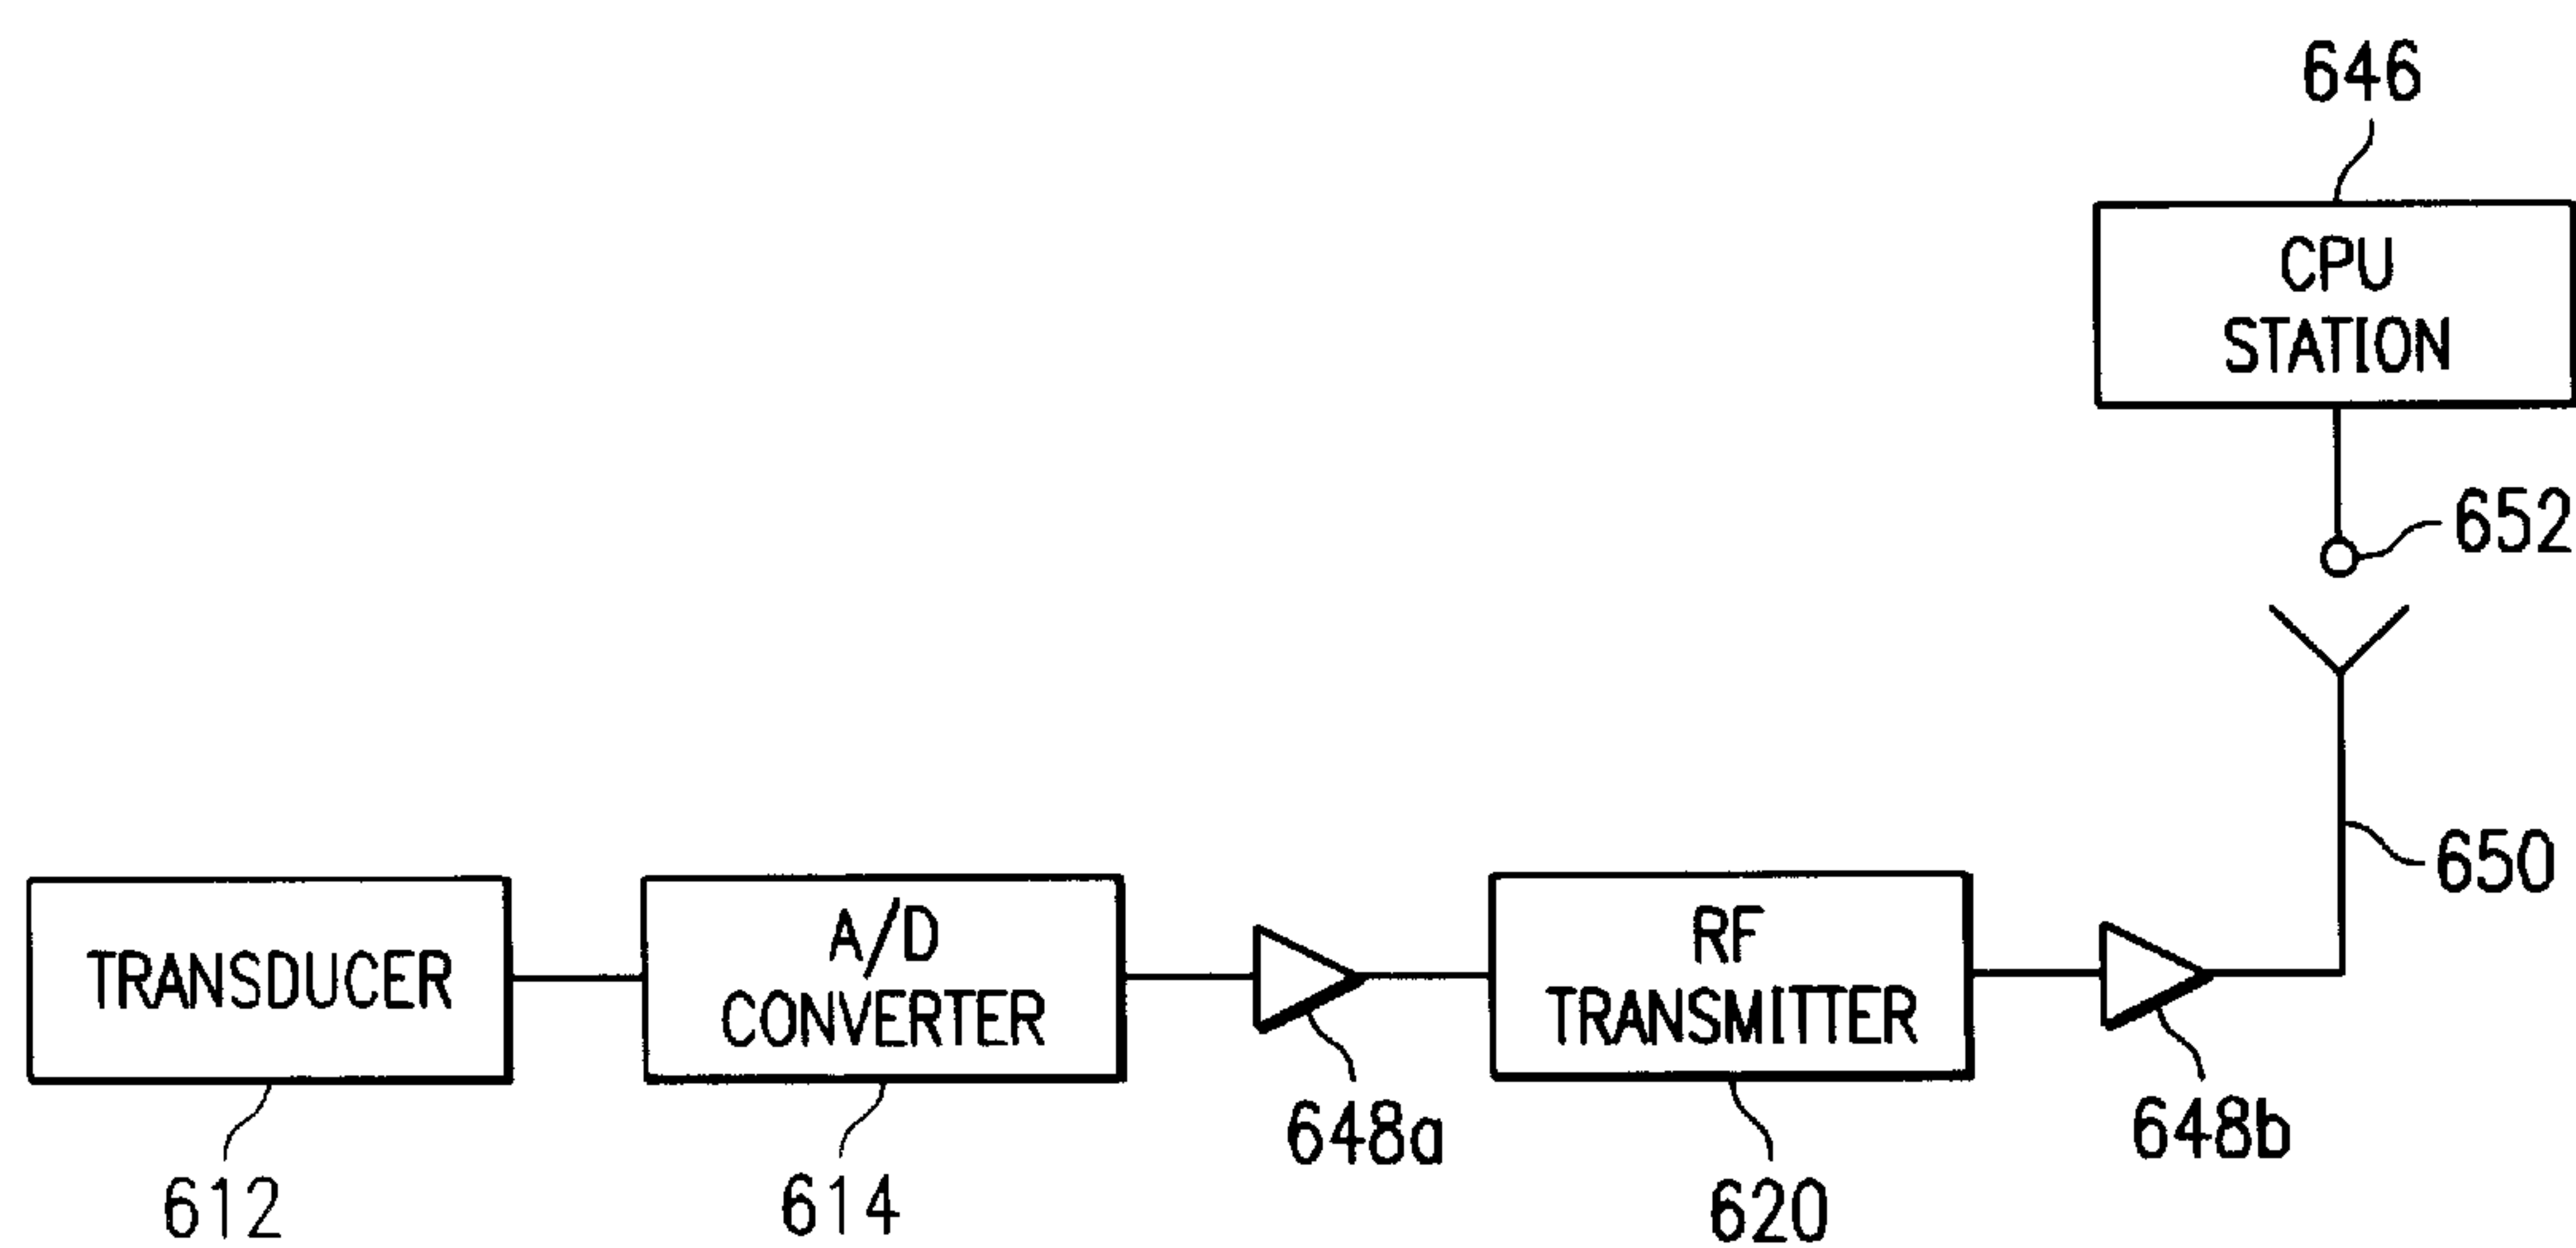 646
CPU
STATION
652
650
TRANSDUCER
A/D
CONVERTER
RF
TRANSMITTER
648a
648b
612
614
620